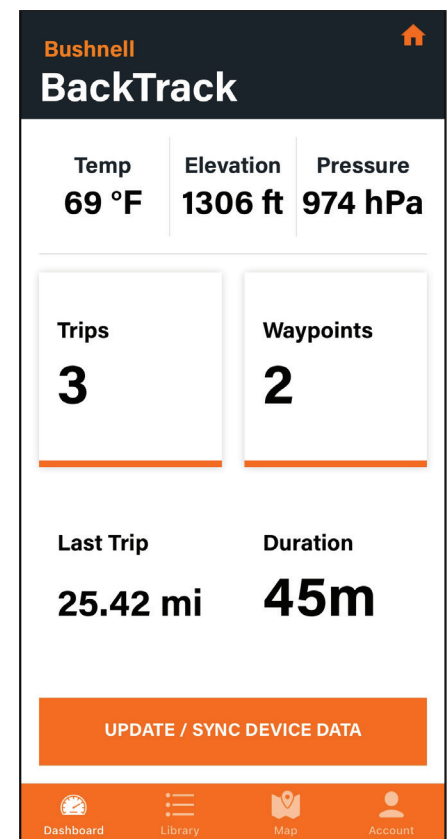 Bushnell
BackTrack
Temp Elevation Pressure
69 °F 1306 ft 974 hPa
Trips Waypoints
3 2
Last Trip Duration
25.42 mi 45m
UPDATE / SYNC DEVICE DATA
Dashboard Library Map Account